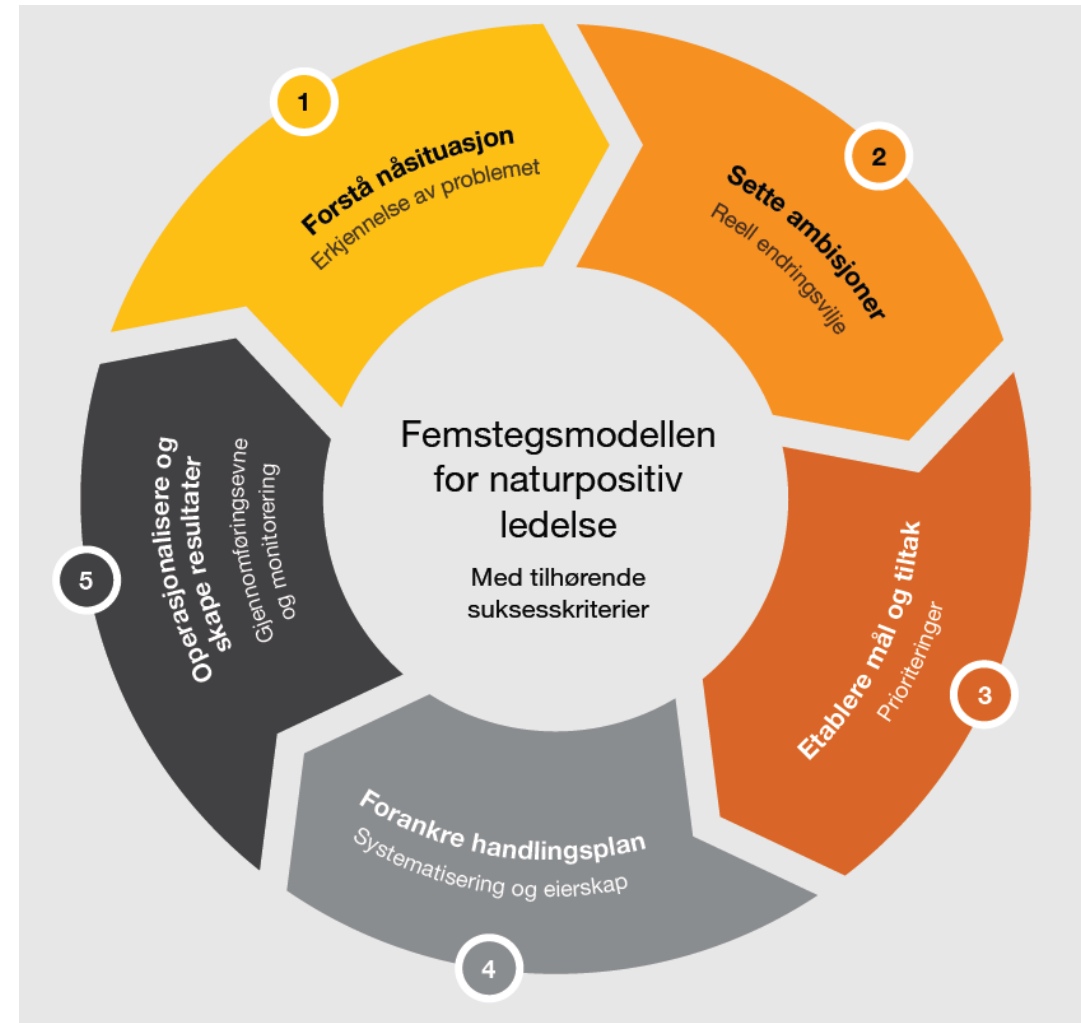 Femstegsmodellen
for naturpositiv
ledelse
Med tilhørende
suksesskriterier
1
Forstå nåsituasjon
Erkjennelse av problemet
2
Sette ambisjoner
Reell endringsvilje
3
Etablere mål og tiltak
Prioriteringer
4
Forankre handlingsplan
Systematisering og eierskap
5
Operasjonalisere og
skape resultater
Gjennomføringsevne
og monitorering